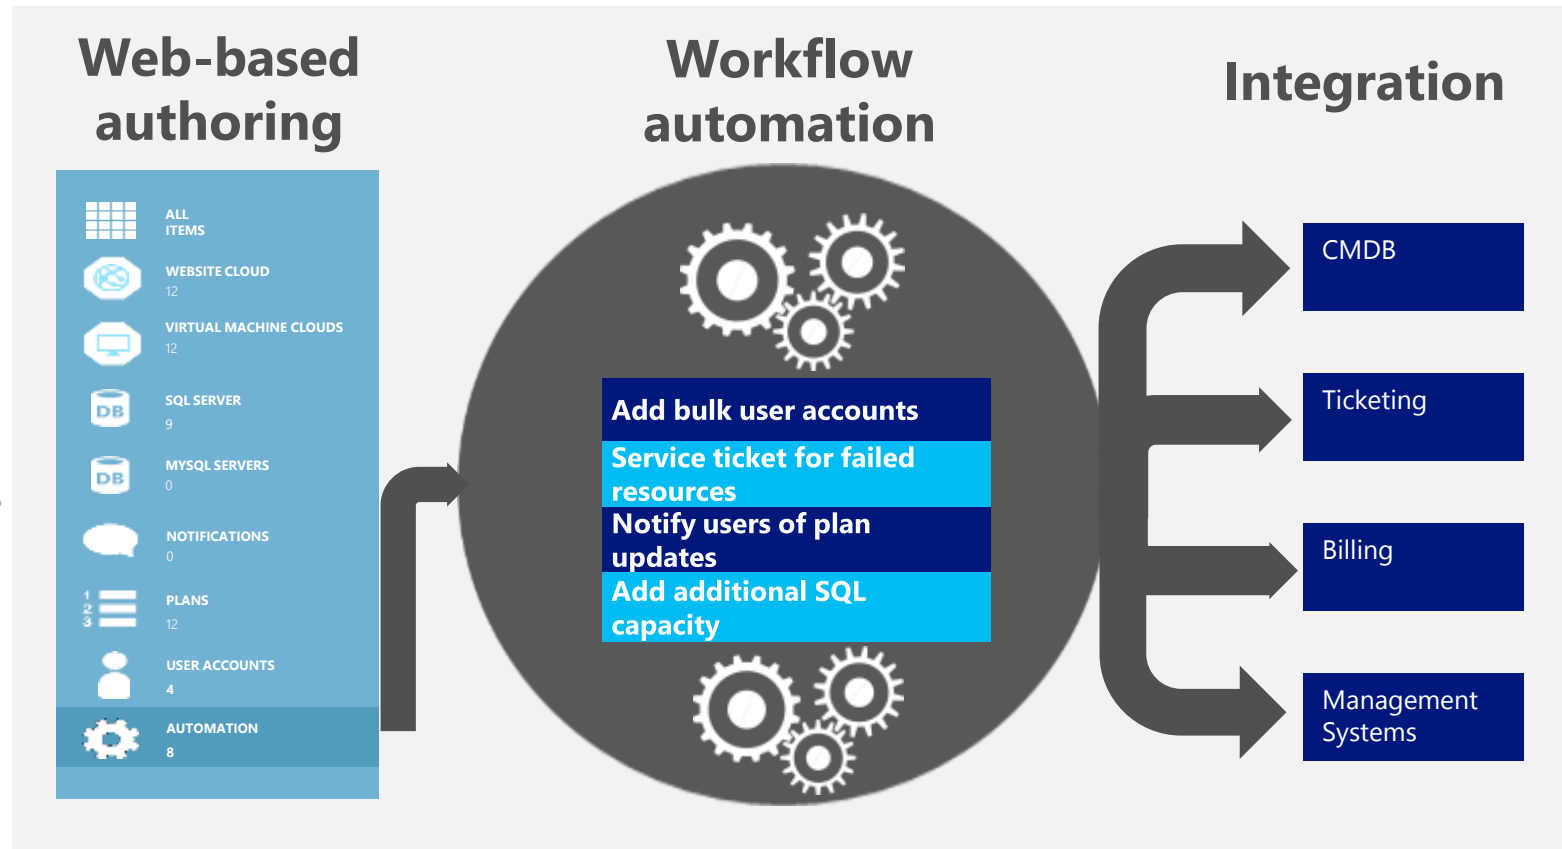 Web-based
authoring
Workflow
automation
Integration
ALL
ITEMS
WEBSITE CLOUD
12
VIRTUAL MACHINE CLOUDS
12
DB
SQL SERVER
9
DB
MYSQL SERVERS
0
NOTIFICATIONS
0
1
2
3
PLANS
12
USER ACCOUNTS
4
AUTOMATION
8
Add bulk user accounts
Service ticket for failed
resources
Notify users of plan
updates
Add additional SQL
capacity
CMDB
Ticketing
Billing
Management
Systems